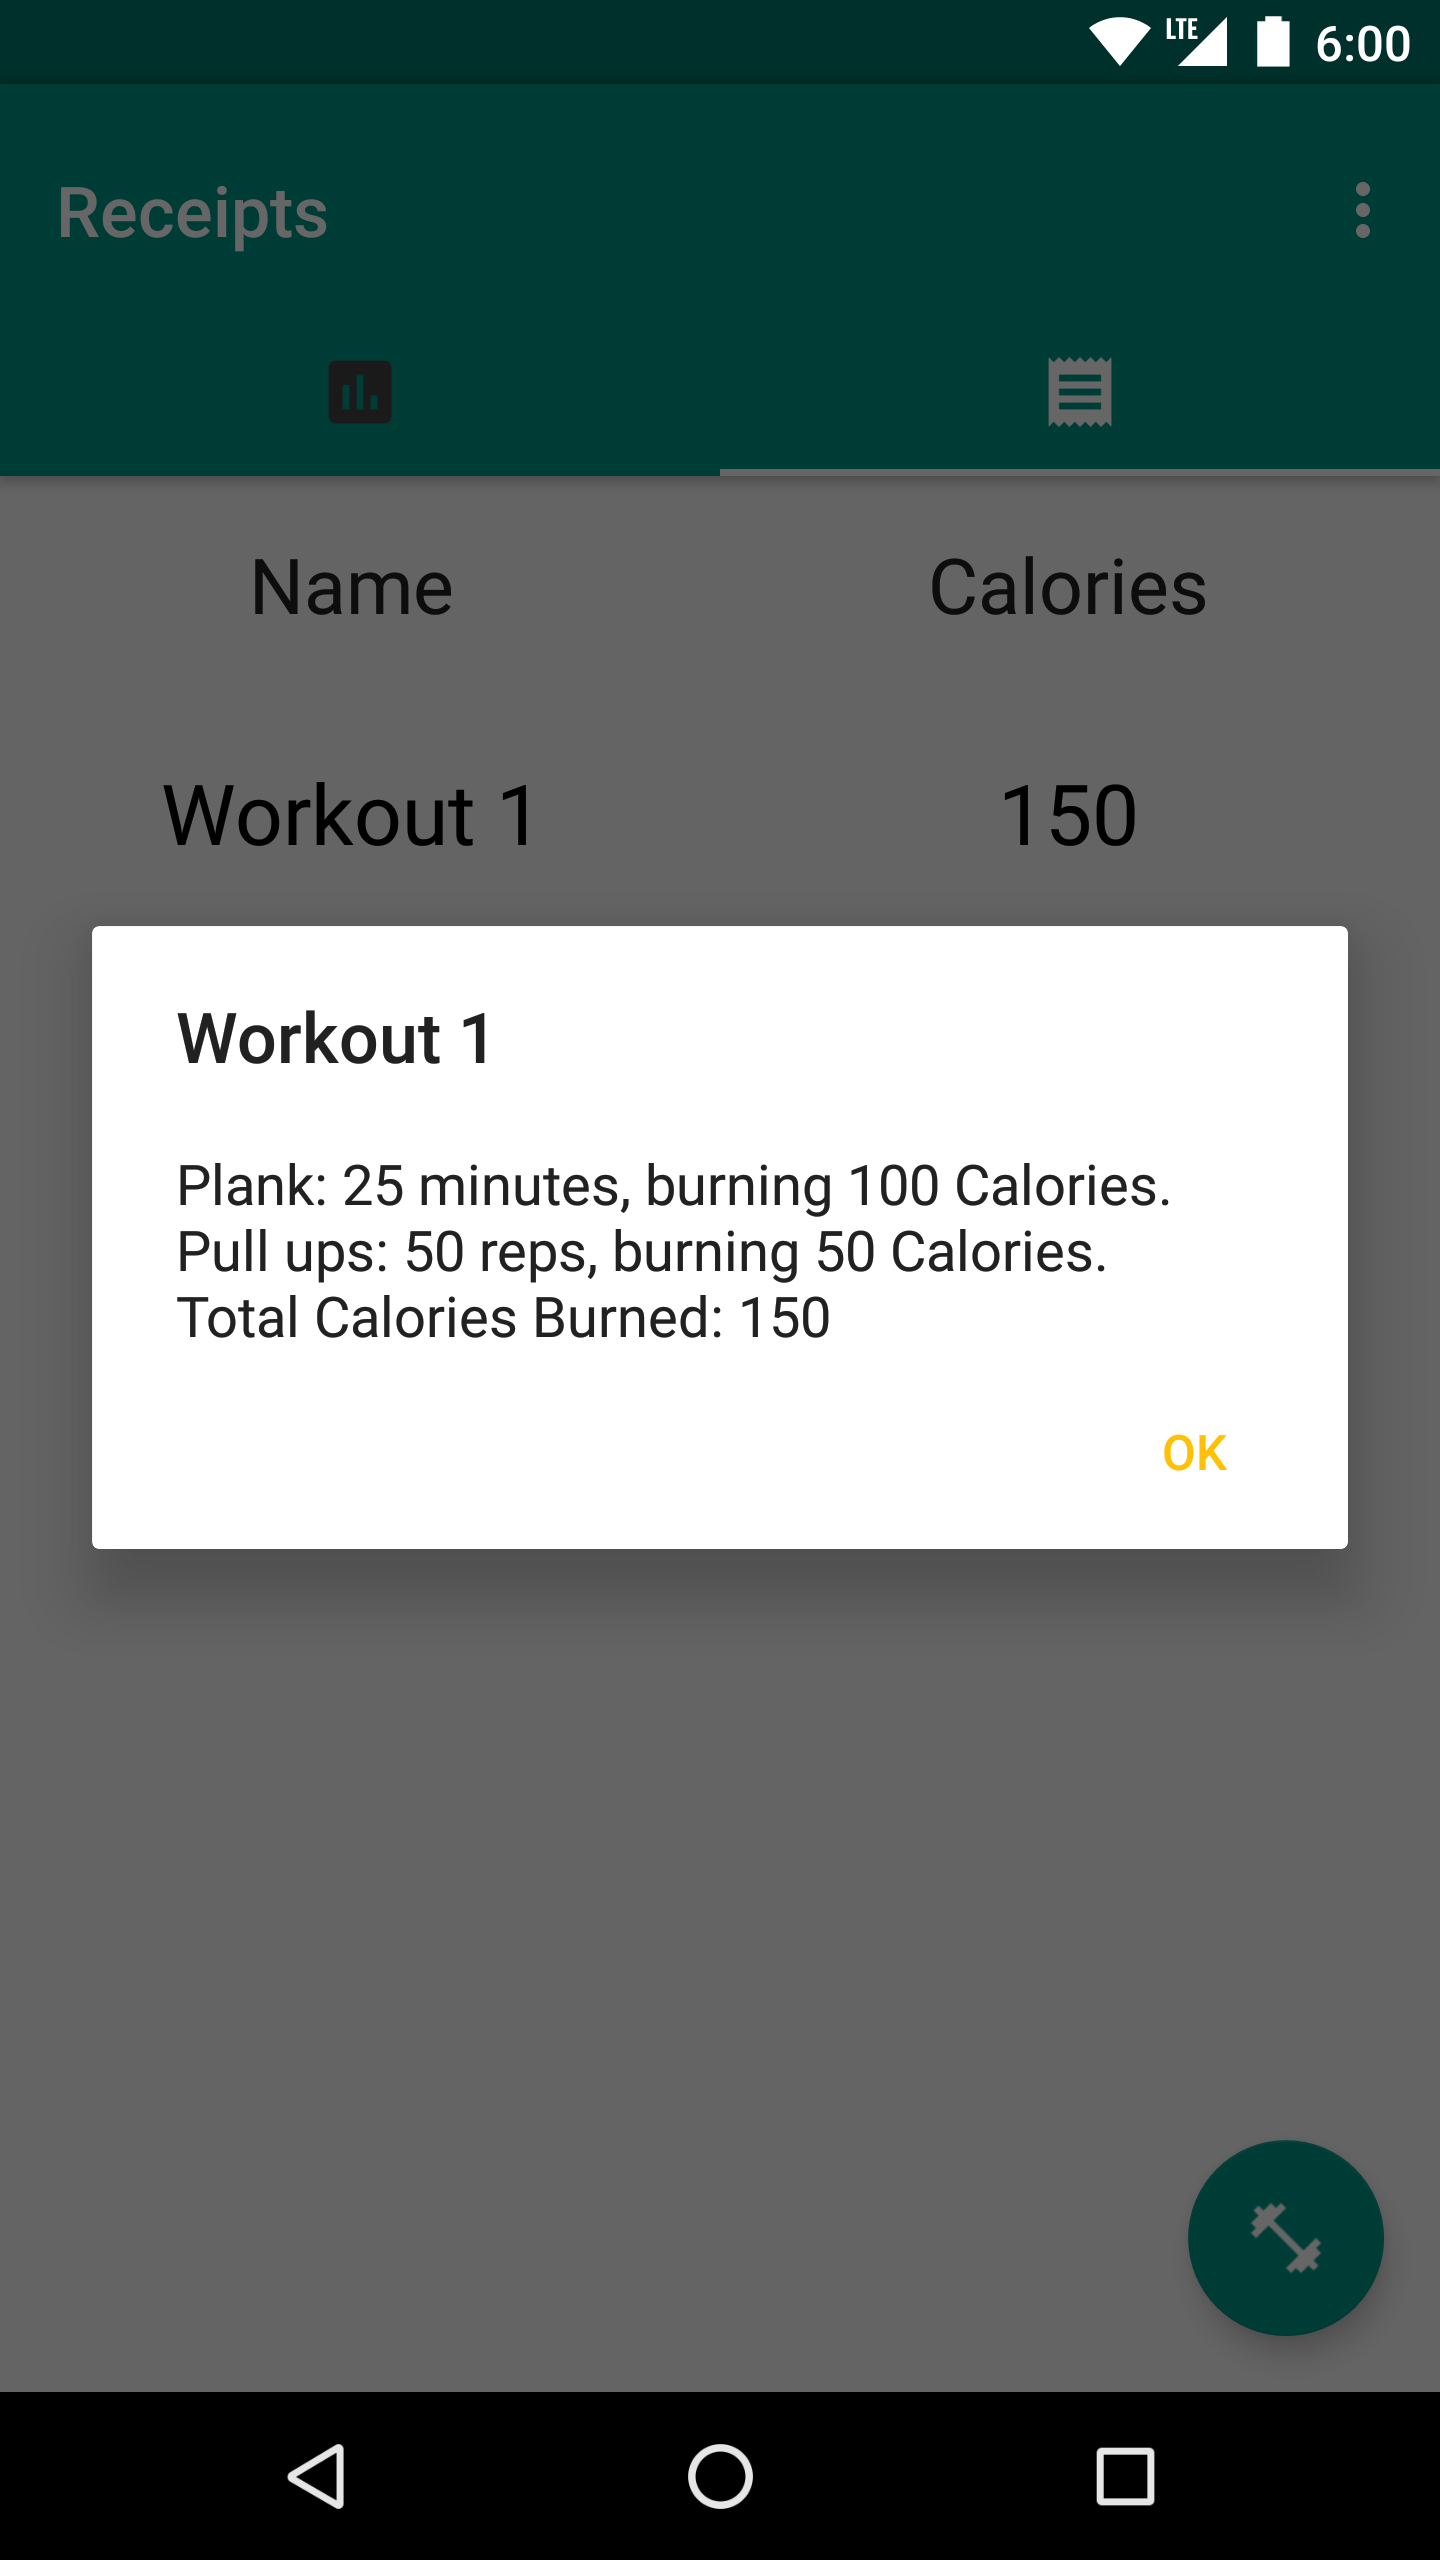 LTE 6:00
Receipts
Name Calories
Workout 1 150
Workout 1
Plank: 25 minutes, burning 100 Calories.
Pull ups: 50 reps, burning 50 Calories.
Total Calories Burned: 150
OK